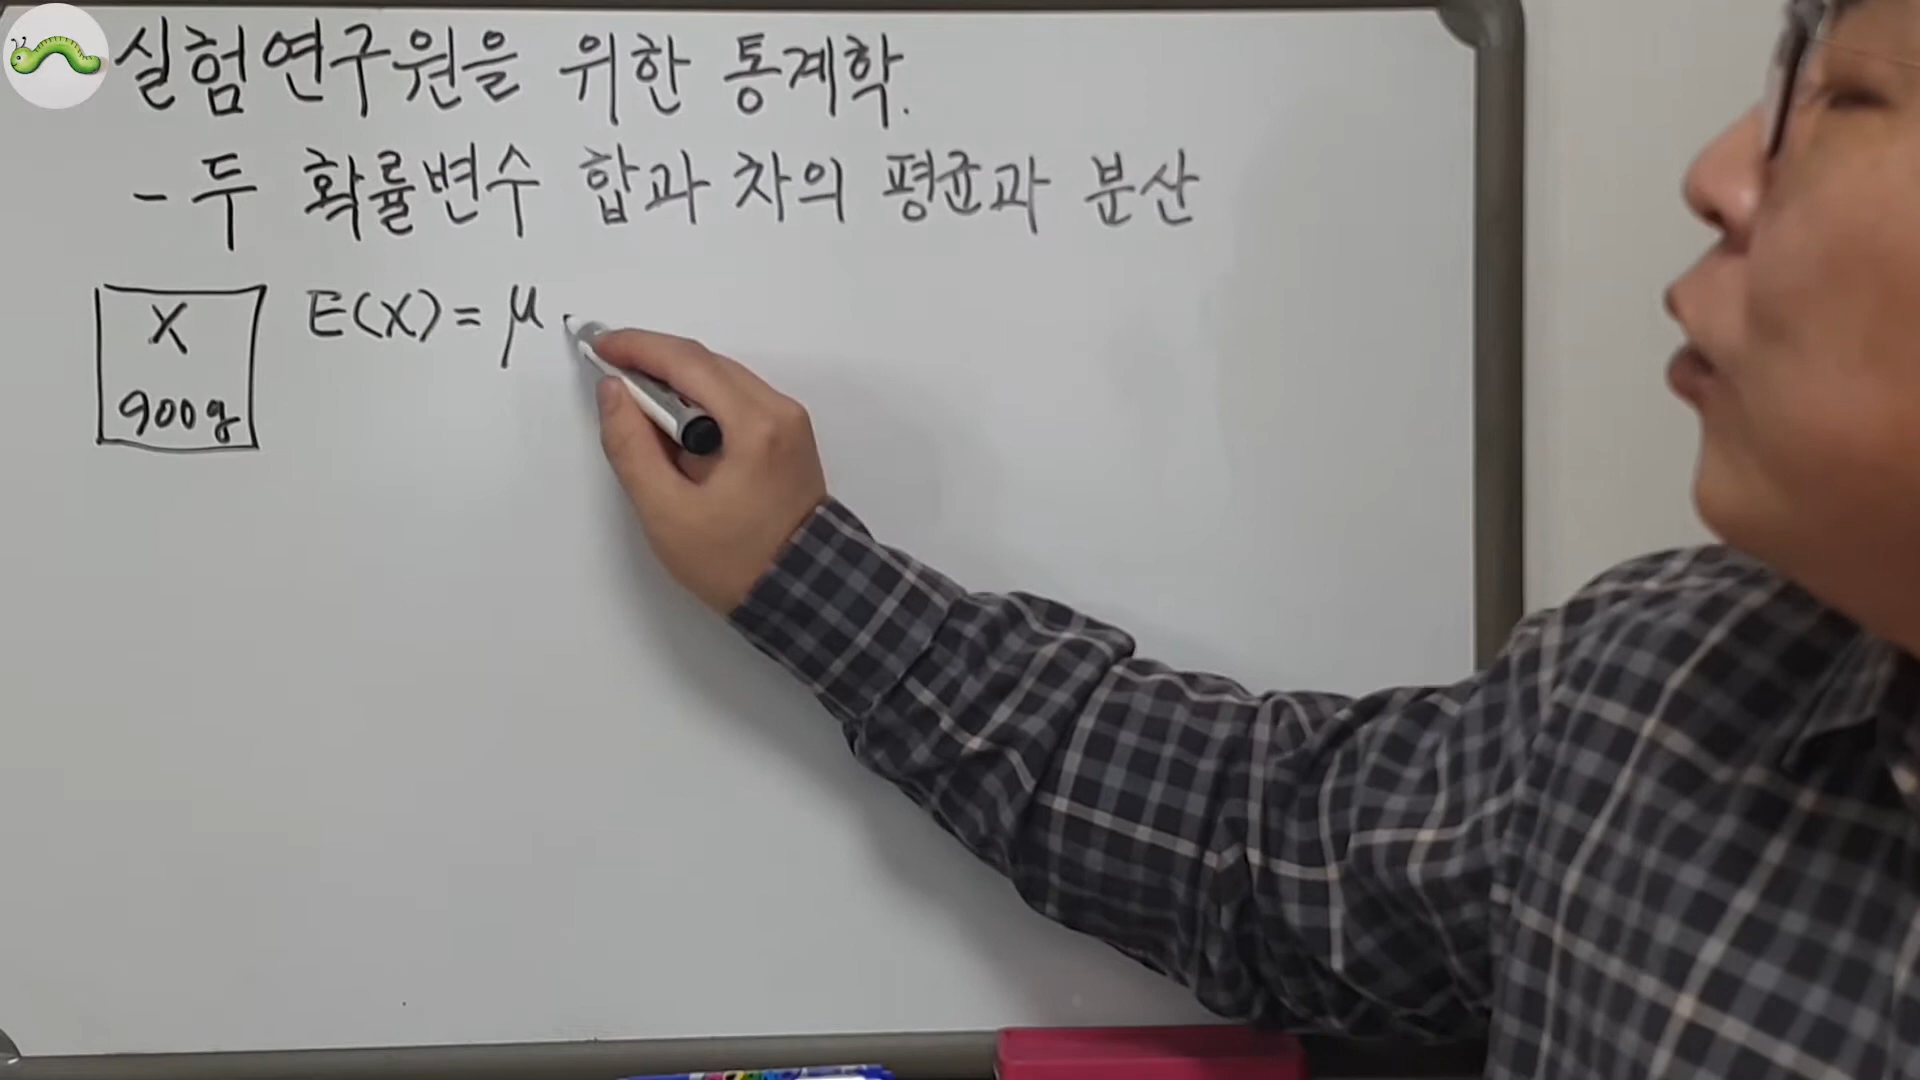 실험연구원을 위한 통계학.
- 두 확률변수 합과 차의 평균과 분산
X E(X) = μ
900g